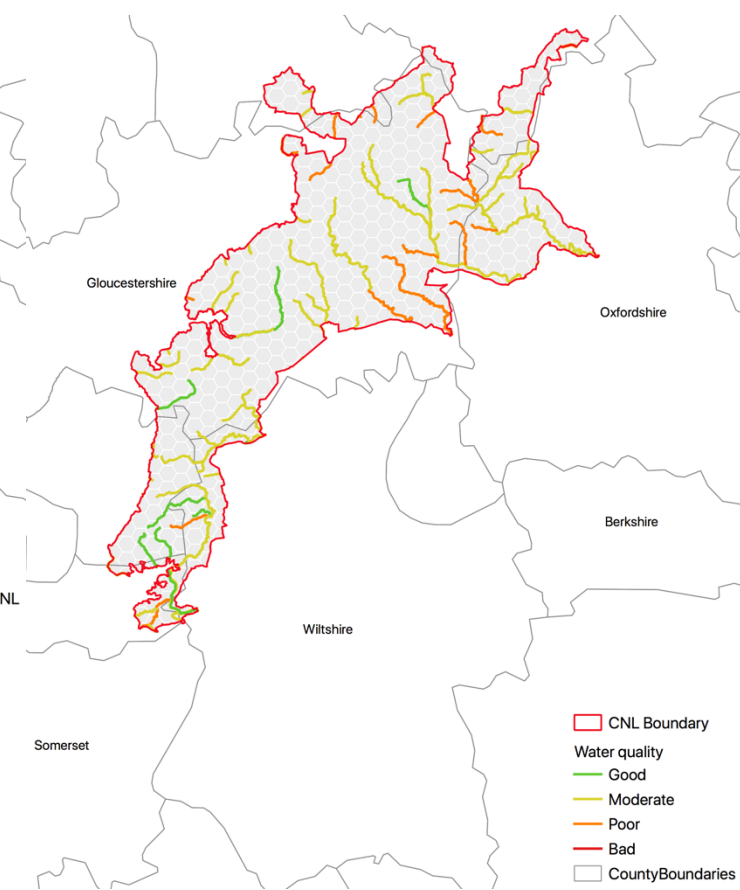 Gloucestershire
Oxfordshire
Berkshire
NL
Wiltshire
Somerset
CNL Boundary
Water quality
Good
Moderate
Poor
Bad
CountyBoundaries